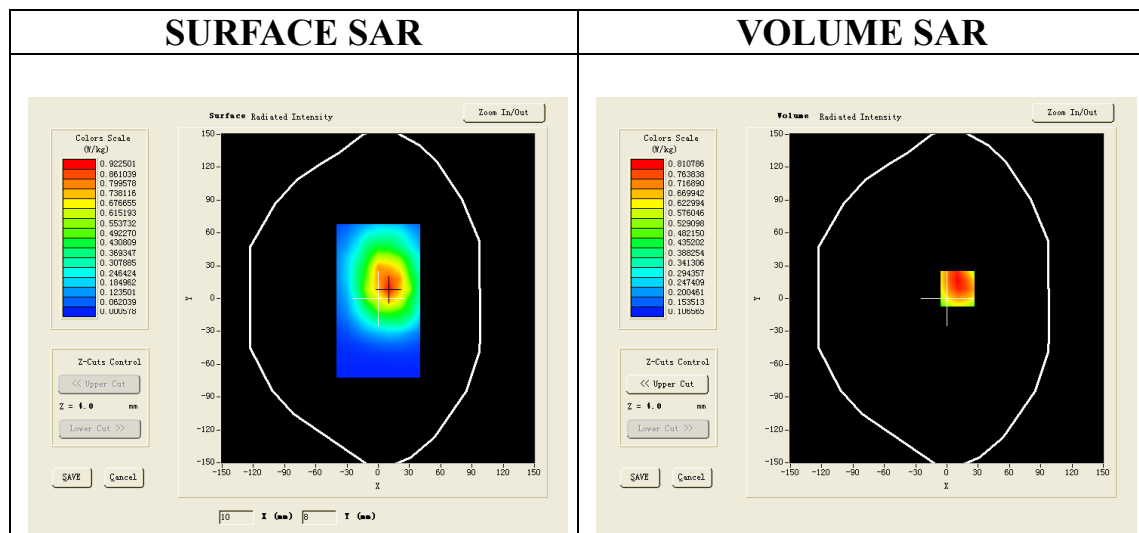 SURFACE SAR
VOLUME SAR
Surface Radiated Intensity
Zoom In/Out
Colors Scale
(W/kg)
0.922501
0.861039
0.799578
0.738116
0.676655
0.615193
0.553732
0.492270
0.430809
0.369347
0.307885
0.246424
0.184962
0.123501
0.062039
0.000578
150
120
90
60
30
0
-30
-60
-90
-120
-150
Y
-150 -120 -90 -60 -30 0 30 60 90 120 150
X
Z-Cuts Control
<< Upper Cut
Z = 4.0 mm
Lower Cut >>
SAVE Cancel
10 X (mm) 8 Y (mm)
Volume Radiated Intensity
Zoom In/Out
Colors Scale
(W/kg)
0.810786
0.763838
0.716890
0.669942
0.622994
0.576046
0.529098
0.482150
0.435202
0.388254
0.341306
0.294357
0.247409
0.200461
0.153513
0.106565
150
120
90
60
30
0
-30
-60
-90
-120
-150
Y
-150 -120 -90 -60 -30 0 30 60 90 120 150
X
Z-Cuts Control
<< Upper Cut
Z = 4.0 mm
Lower Cut >>
SAVE Cancel